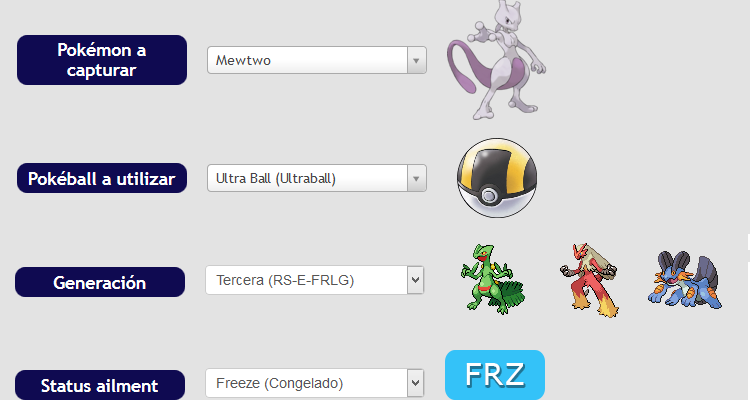 Pokémon a
capturar
Mewtwo
Pokéball a utilizar
Ultra Ball (Ultraball)
Generación
Tercera (RS-E-FRLG)
Status ailment
Freeze (Congelado)
FRZ